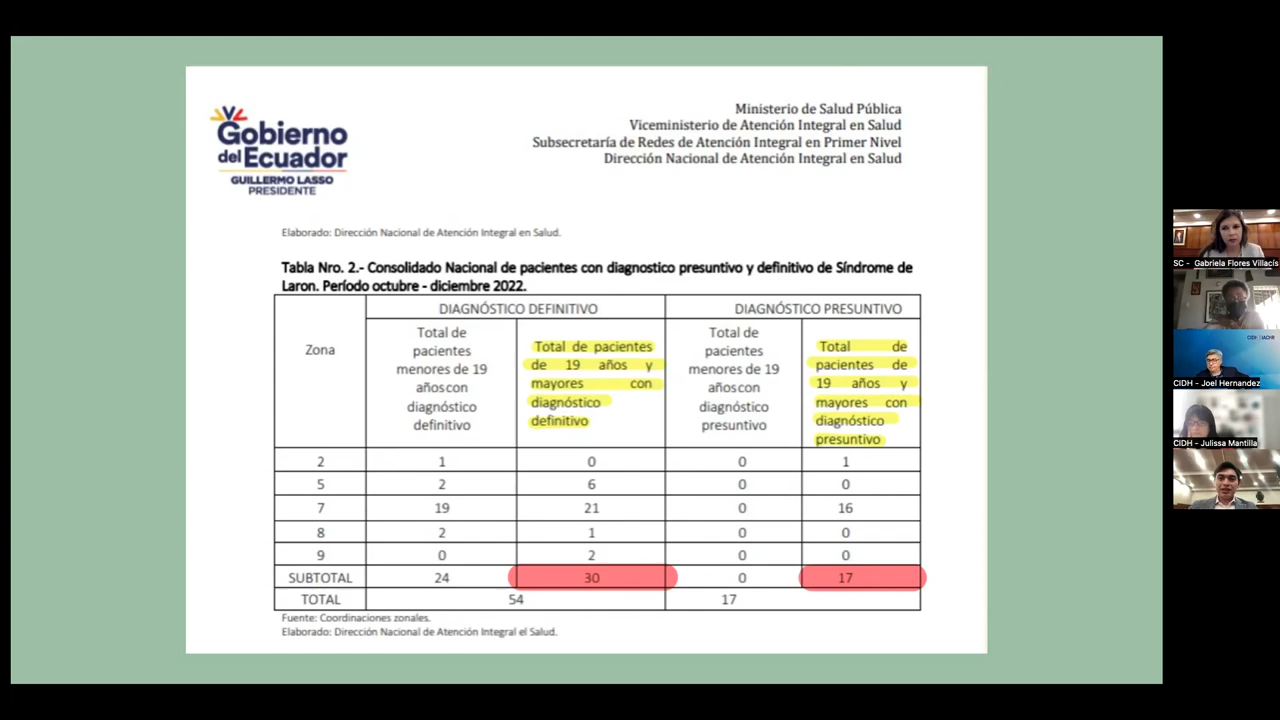 Gobierno
del Ecuador
GUILLERMO LASSO
PRESIDENTE
Ministerio de Salud Pública
Viceministerio de Atención Integral en Salud
Subsecretaría de Redes de Atención Integral en Primer Nivel
Dirección Nacional de Atención Integral en Salud
Elaborado: Dirección Nacional de Atención Integral en Salud.
Tabla Nro. 2.- Consolidado Nacional de pacientes con diagnostico presuntivo y definitivo de Síndrome de
Laron. Período octubre - diciembre 2022.
Zona
DIAGNÓSTICO DEFINITIVO
DIAGNÓSTICO PRESUNTIVO
Total de
pacientes
menores de 19
años con
diagnóstico
definitivo
Total de pacientes
de 19 años y
mayores con
diagnóstico
definitivo
Total de
pacientes
menores de 19
años con
diagnóstico
presuntivo
Total de
pacientes de
19 años y
mayores con
diagnóstico
presuntivo
2 1 0 0 1
5 2 6 0 0
7 19 21 0 16
8 2 1 0 0
9 0 2 0 0
SUBTOTAL 24 30 0 17
TOTAL 54 17
Fuente: Coordinaciones zonales.
Elaborado: Dirección Nacional de Atención Integral el Salud.
SC - Gabriela Flores Villacís
CIDH IACHR
CIDH - Joel Hernandez
CIDH - Julissa Mantilla